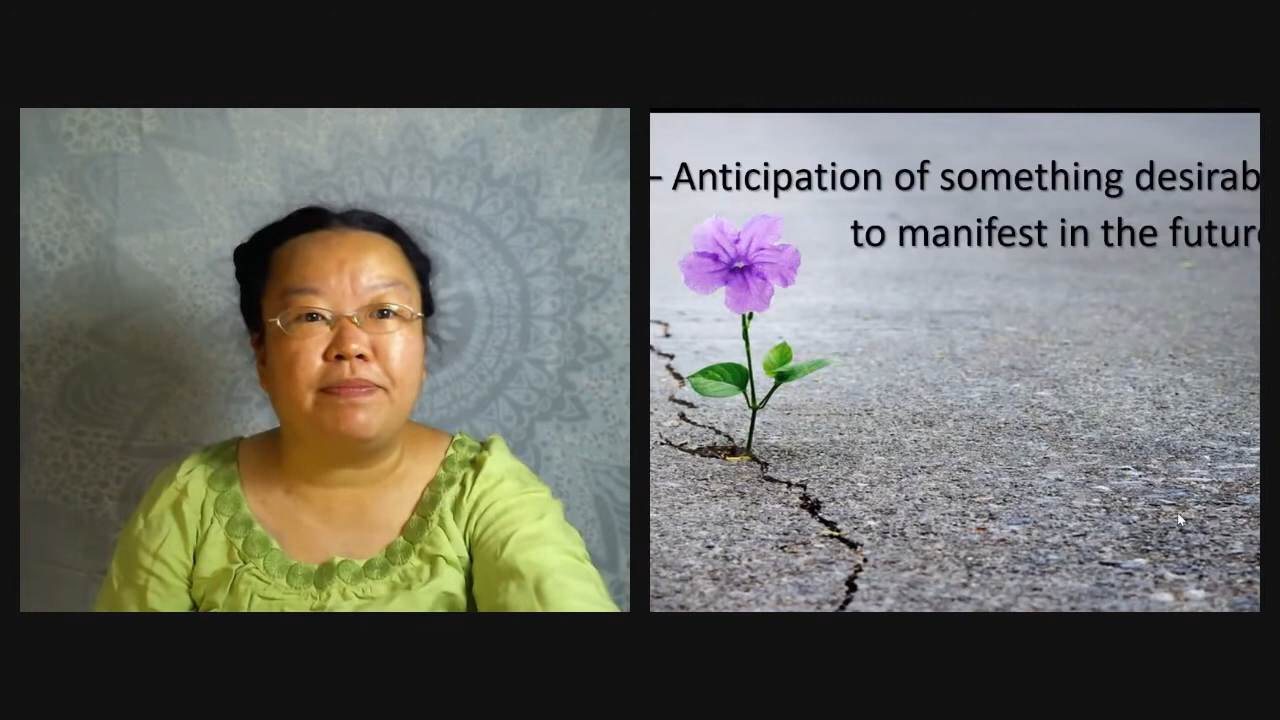 - Anticipation of something desirab
to manifest in the futur